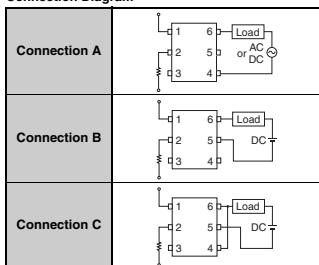 Connection Diagram
Connection A
1 6 Load
2 5 or AC DC
3 4
Connection B
1 6 Load
2 5 DC
3 4
Connection C
1 6 Load
2 5 DC
3 4